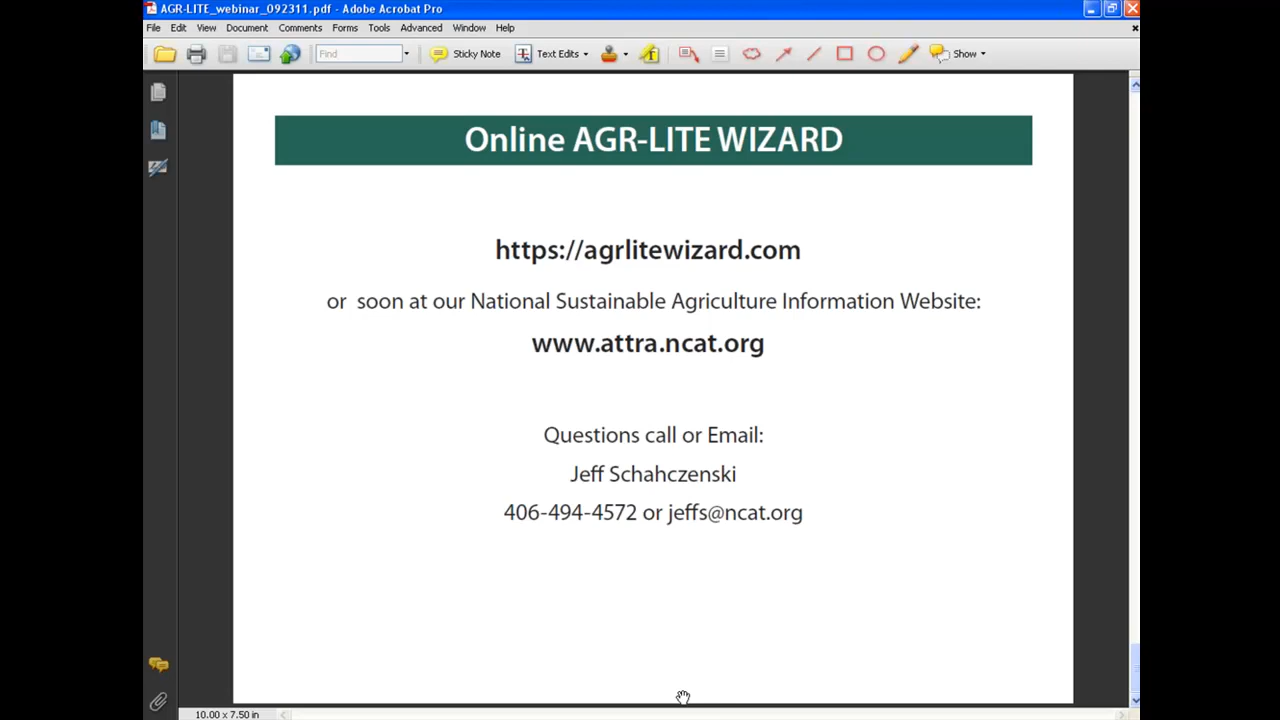 AGR-LITE_webinar_092311.pdf - Adobe Acrobat Pro
File Edit View Document Comments Forms Tools Advanced Window Help
Find Sticky Note Text Edits Show
Online AGR-LITE WIZARD
https://agrlitewizard.com
or soon at our National Sustainable Agriculture Information Website:
www.attra.ncat.org
Questions call or Email:
Jeff Schahczenski
406-494-4572 or jeffs@ncat.org
10.00 x 7.50 in